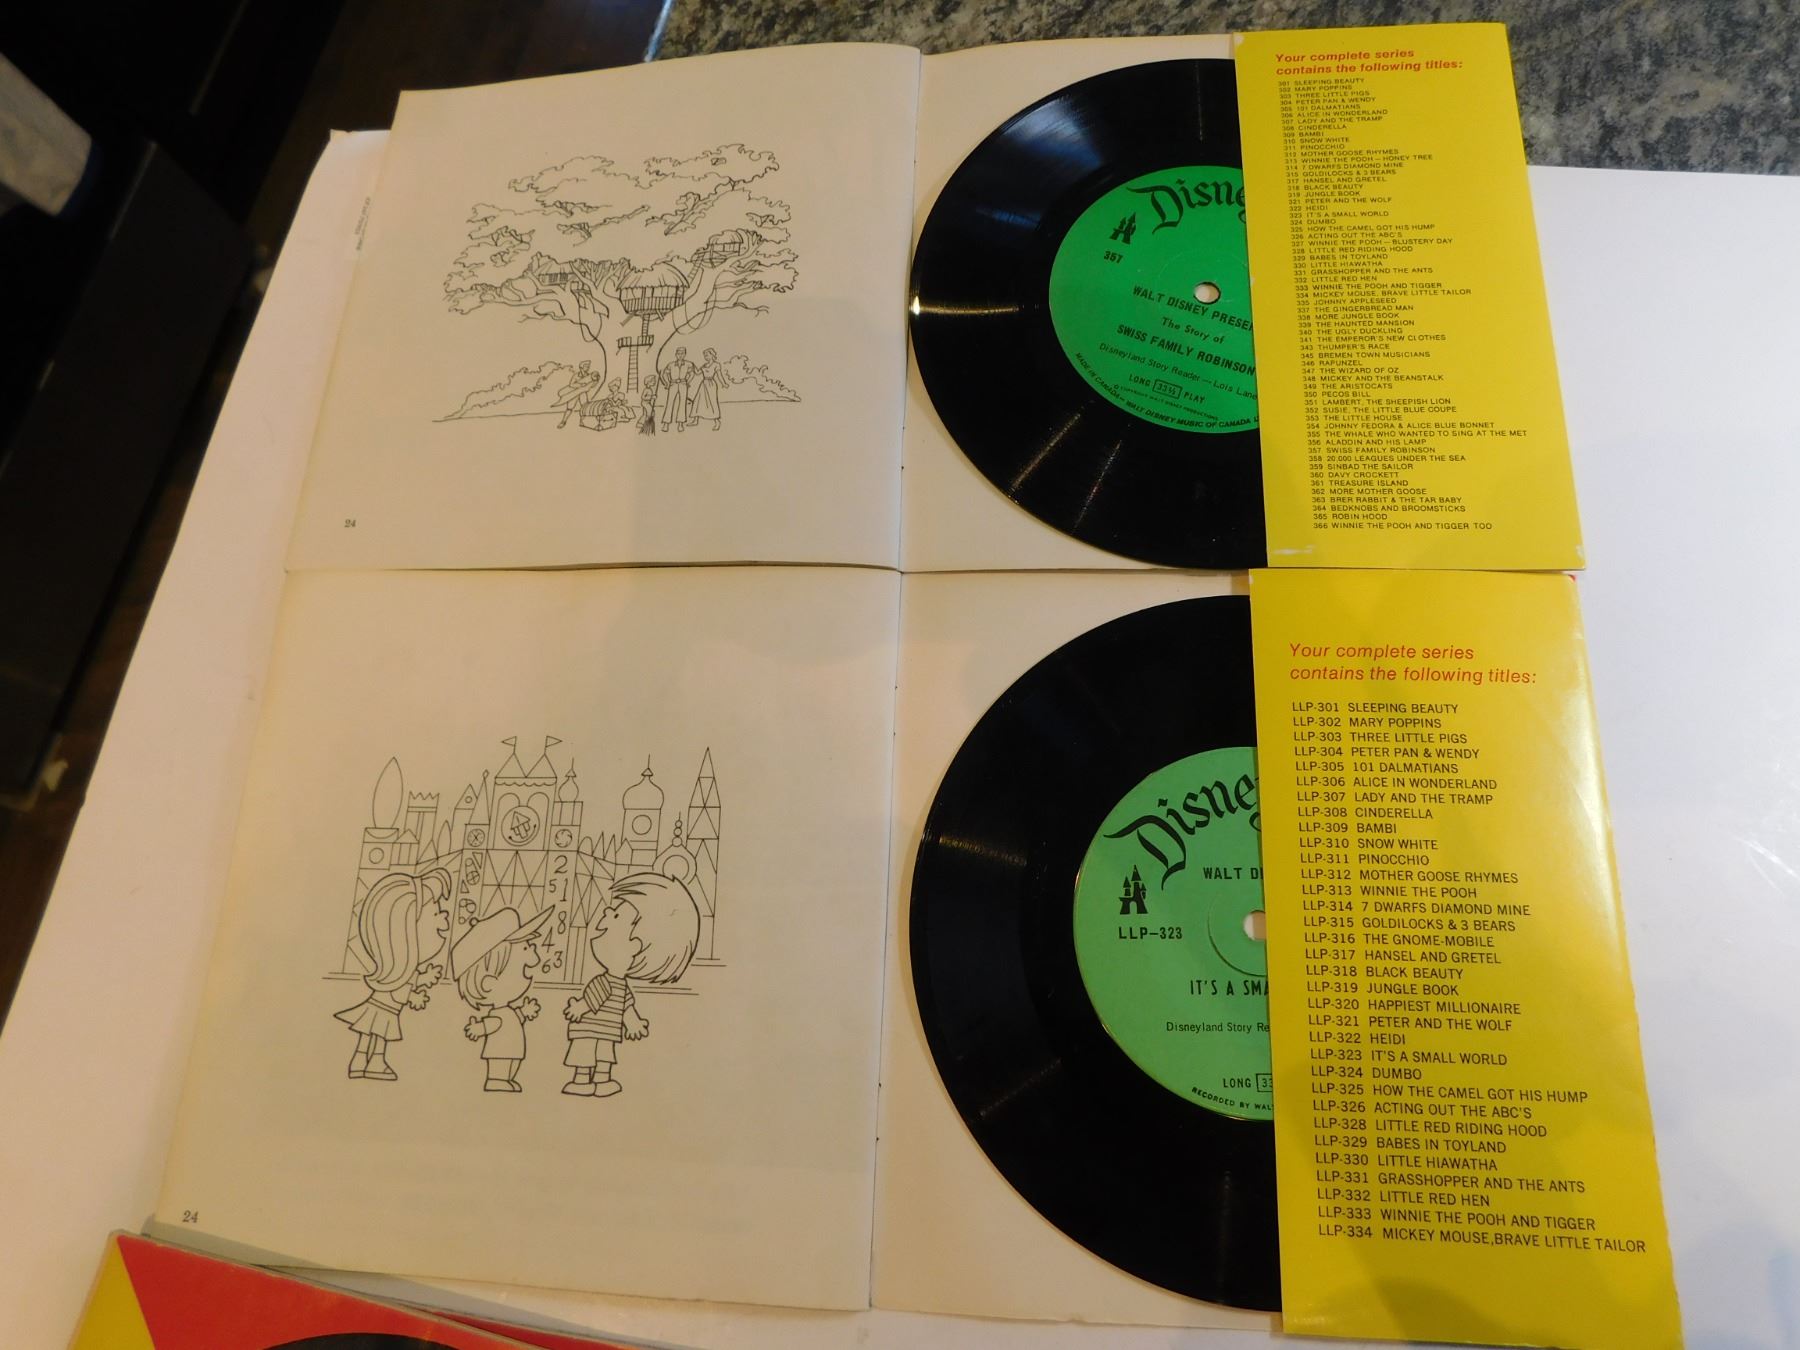 Your complete series
contains the following titles:
301 SLEEPING BEAUTY
302 MARY POPPINS
303 THREE LITTLE PIGS
304 PETER PAN & WENDY
305 101 DALMATIANS
306 ALICE IN WONDERLAND
307 LADY AND THE TRAMP
308 CINDERELLA
309 BAMBI
310 SNOW WHITE
311 PINOCCHIO
312 MOTHER GOOSE RHYMES
313 WINNIE THE POOH — HONEY TREE
314 7 DWARFS DIAMOND MINE
315 GOLDILOCKS & 3 BEARS
317 HANSEL AND GRETEL
318 BLACK BEAUTY
319 JUNGLE BOOK
321 PETER AND THE WOLF
322 HEIDI
323 IT'S A SMALL WORLD
324 DUMBO
325 HOW THE CAMEL GOT HIS HUMP
326 ACTING OUT THE ABC'S
327 WINNIE THE POOH — BLUSTERY DAY
328 LITTLE RED RIDING HOOD
329 BABES IN TOYLAND
330 LITTLE HIAWATHA
331 GRASSHOPPER AND THE ANTS
332 LITTLE RED HEN
333 WINNIE THE POOH AND TIGGER
334 MICKEY MOUSE, BRAVE LITTLE TAILOR
335 JOHNNY APPLESEED
337 THE GINGERBREAD MAN
338 MORE JUNGLE BOOK
339 THE HAUNTED MANSION
340 THE UGLY DUCKLING
341 THE EMPEROR'S NEW CLOTHES
343 THUMPER'S RACE
345 BREMEN TOWN MUSICIANS
346 RAPUNZEL
347 THE WIZARD OF OZ
348 MICKEY AND THE BEANSTALK
349 THE ARISTOCATS
350 PECOS BILL
351 LAMBERT, THE SHEEPISH LION
352 SUSIE, THE LITTLE BLUE COUPE
353 THE LITTLE HOUSE
354 JOHNNY FEDORA & ALICE BLUE BONNET
355 THE WHALE WHO WANTED TO SING AT THE MET
356 ALADDIN AND HIS LAMP
357 SWISS FAMILY ROBINSON
358 20,000 LEAGUES UNDER THE SEA
359 SINBAD THE SAILOR
360 DAVY CROCKETT
361 TREASURE ISLAND
362 MORE MOTHER GOOSE
363 BRER RABBIT & THE TAR BABY
364 BEDKNOBS AND BROOMSTICKS
365 ROBIN HOOD
366 WINNIE THE POOH AND TIGGER TOO
Disne
357
WALT DISNEY PRESEN
The Story of
SWISS FAMILY ROBINSON
Disneyland Story Reader — Lois Lane
LONG 33⅓ PLAY
© COPYRIGHT WALT DISNEY PRODUCTIONS
MADE IN CANADA — WALT DISNEY MUSIC OF CANADA L
24
Your complete series
contains the following titles:
LLP-301 SLEEPING BEAUTY
LLP-302 MARY POPPINS
LLP-303 THREE LITTLE PIGS
LLP-304 PETER PAN & WENDY
LLP-305 101 DALMATIANS
LLP-306 ALICE IN WONDERLAND
LLP-307 LADY AND THE TRAMP
LLP-308 CINDERELLA
LLP-309 BAMBI
LLP-310 SNOW WHITE
LLP-311 PINOCCHIO
LLP-312 MOTHER GOOSE RHYMES
LLP-313 WINNIE THE POOH
LLP-314 7 DWARFS DIAMOND MINE
LLP-315 GOLDILOCKS & 3 BEARS
LLP-316 THE GNOME-MOBILE
LLP-317 HANSEL AND GRETEL
LLP-318 BLACK BEAUTY
LLP-319 JUNGLE BOOK
LLP-320 HAPPIEST MILLIONAIRE
LLP-321 PETER AND THE WOLF
LLP-322 HEIDI
LLP-323 IT'S A SMALL WORLD
LLP-324 DUMBO
LLP-325 HOW THE CAMEL GOT HIS HUMP
LLP-326 ACTING OUT THE ABC'S
LLP-328 LITTLE RED RIDING HOOD
LLP-329 BABES IN TOYLAND
LLP-330 LITTLE HIAWATHA
LLP-331 GRASSHOPPER AND THE ANTS
LLP-332 LITTLE RED HEN
LLP-333 WINNIE THE POOH AND TIGGER
LLP-334 MICKEY MOUSE,BRAVE LITTLE TAILOR
Disne
WALT DI
LLP-323
IT'S A SMA
Disneyland Story Re
LONG 33
RECORDED BY WAL
2
5 1
8
4
6 3
24